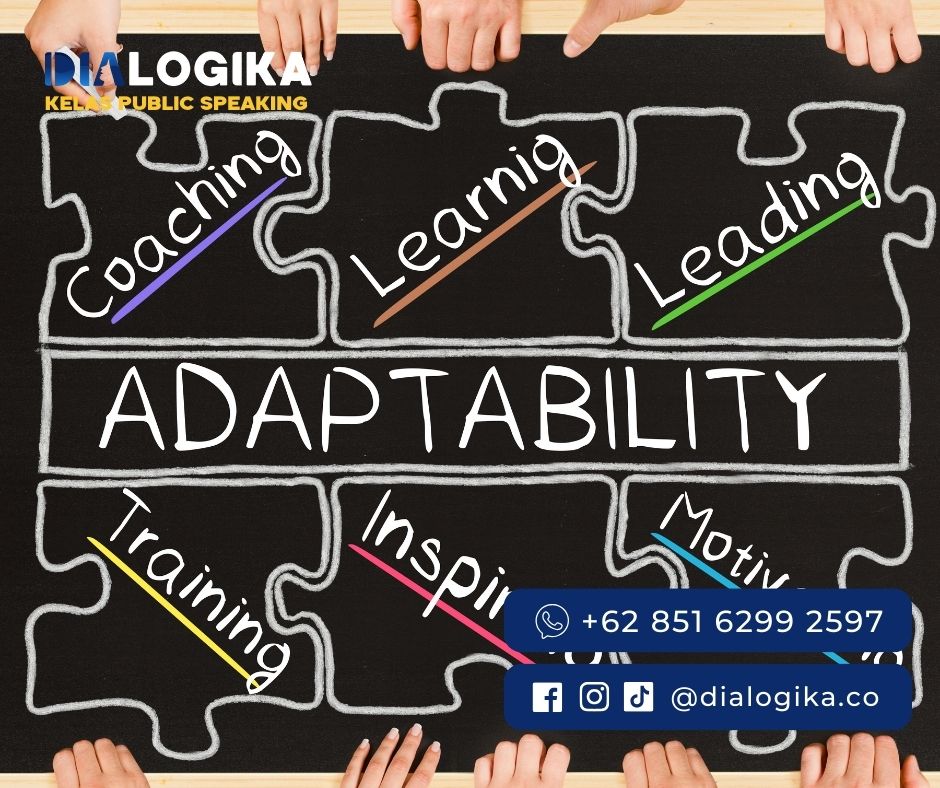 DIALOGIKA
KELAS PUBLIC SPEAKING
Coaching
Learnig
Leading
ADAPTABILITY
Training
+62 851 6299 2597
@dialogika.co